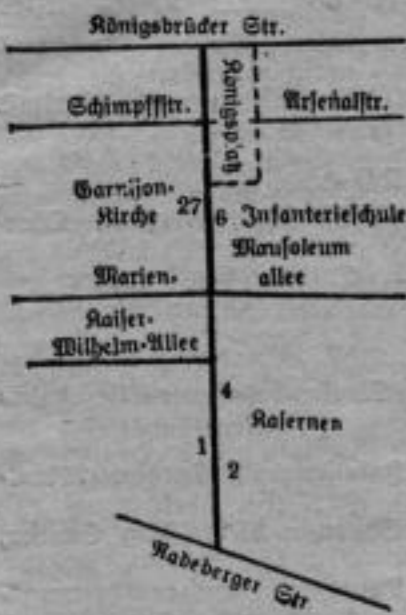 Königsbrücker Str.
Königsplatz
Schimpffstr.
Arsenalstr.
Garnison-
Kirche
27
6 Infanterieschule
Mausoleum
Marien-
allee
Kaiser-
Wilhelm-Allee
4
Kasernen
1
2
Radeberger Str.